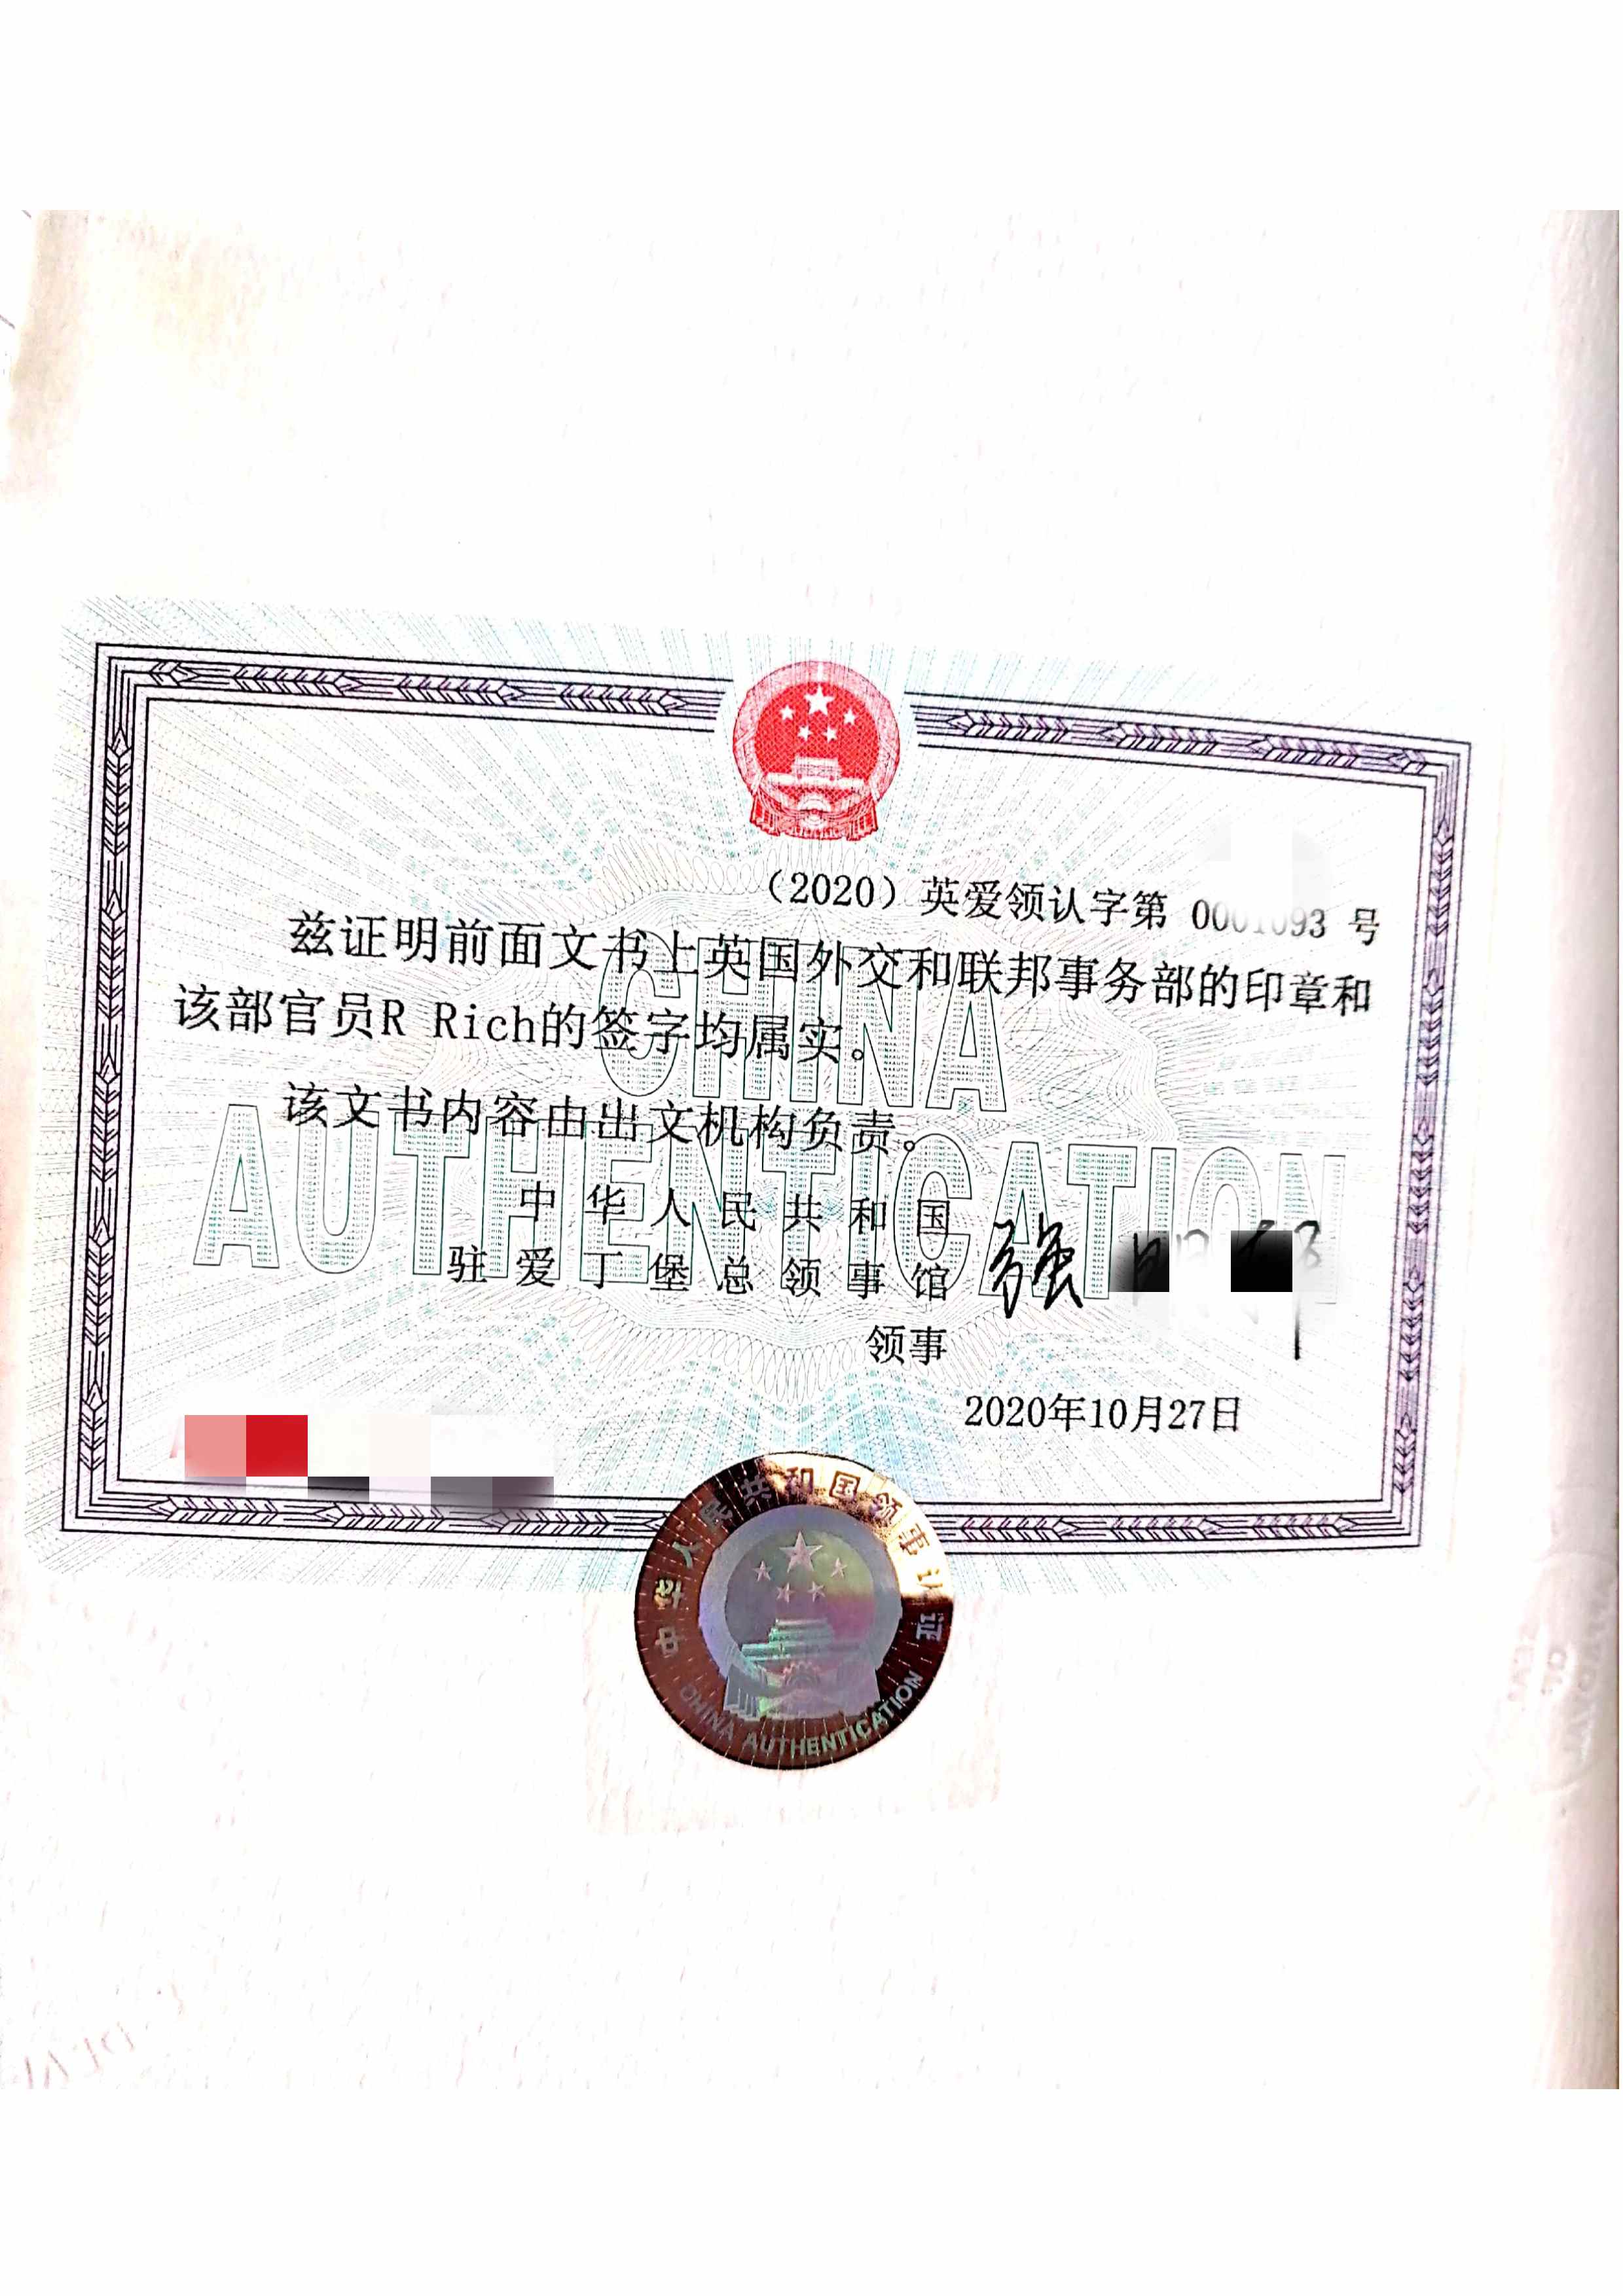 （2020）英爱领认字第 0001093 号
兹证明前面文书上英国外交和联邦事务部的印章和
该部官员R Rich的签字均属实。
该文书内容由出文机构负责。
CHINA
AUTHENTICATION
中华人民共和国
驻爱丁堡总领事馆 强
领事
2020年10月27日
中华人民共和国领事认证
CHINA AUTHENTICATION